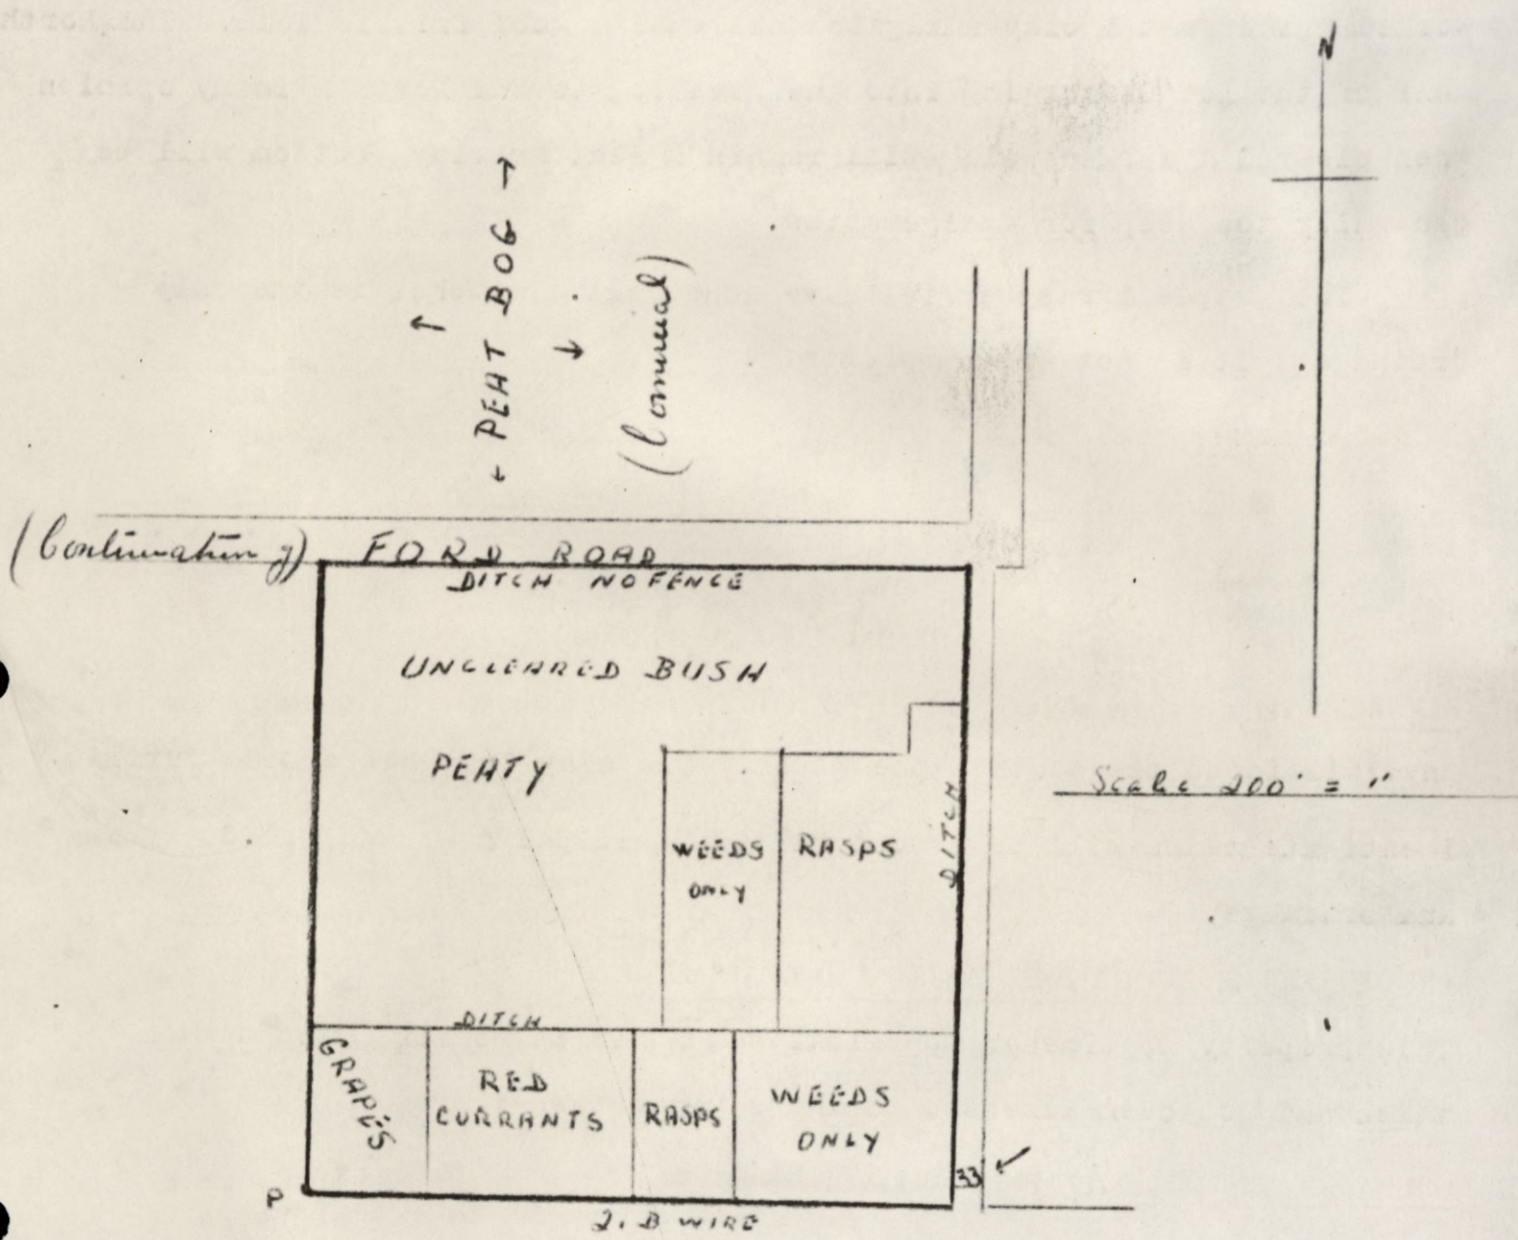 N
← PEAT BOG →
(Communal)
(Continuation of) FORD ROAD
DITCH NO FENCE
UNCLEARED BUSH
PEATY
Scale 200' = 1"
WEEDS ONLY
RASPS
DITCH
DITCH
GRAPES
RED
CURRANTS
RASPS
WEEDS
ONLY
33
P
2. B WIRE